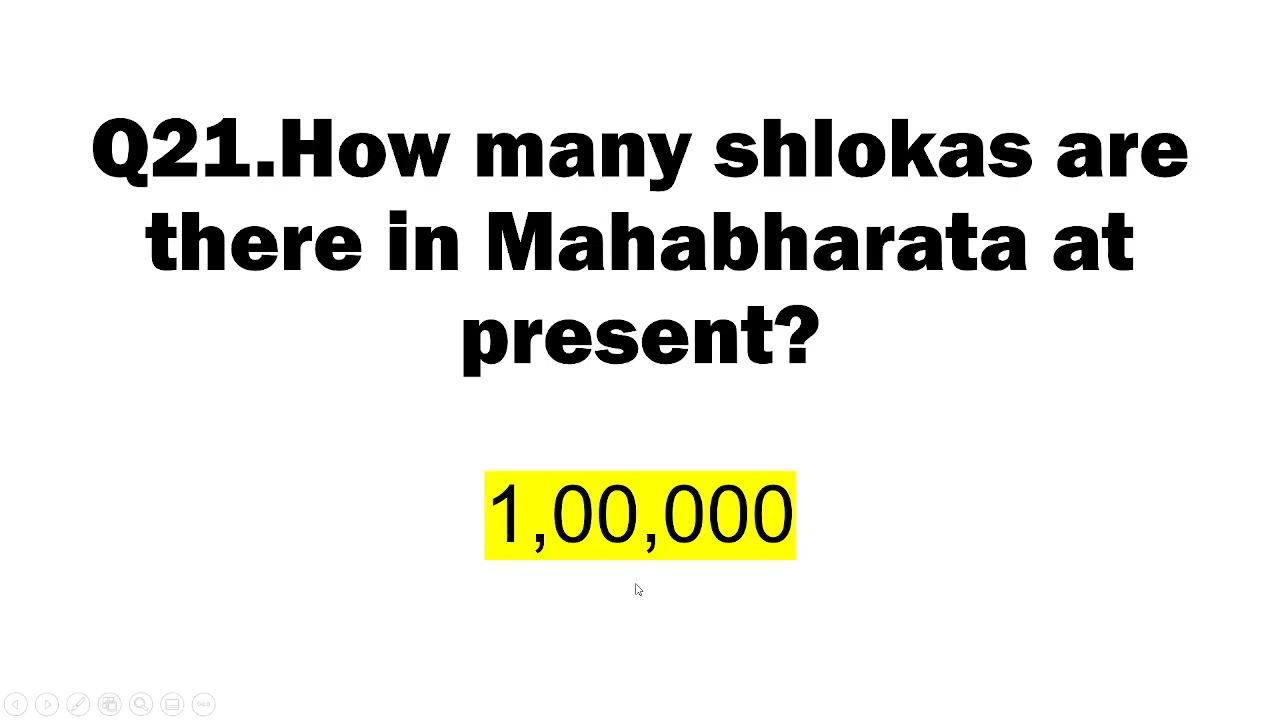 Q21.How many shlokas are
there in Mahabharata at
present?
1,00,000